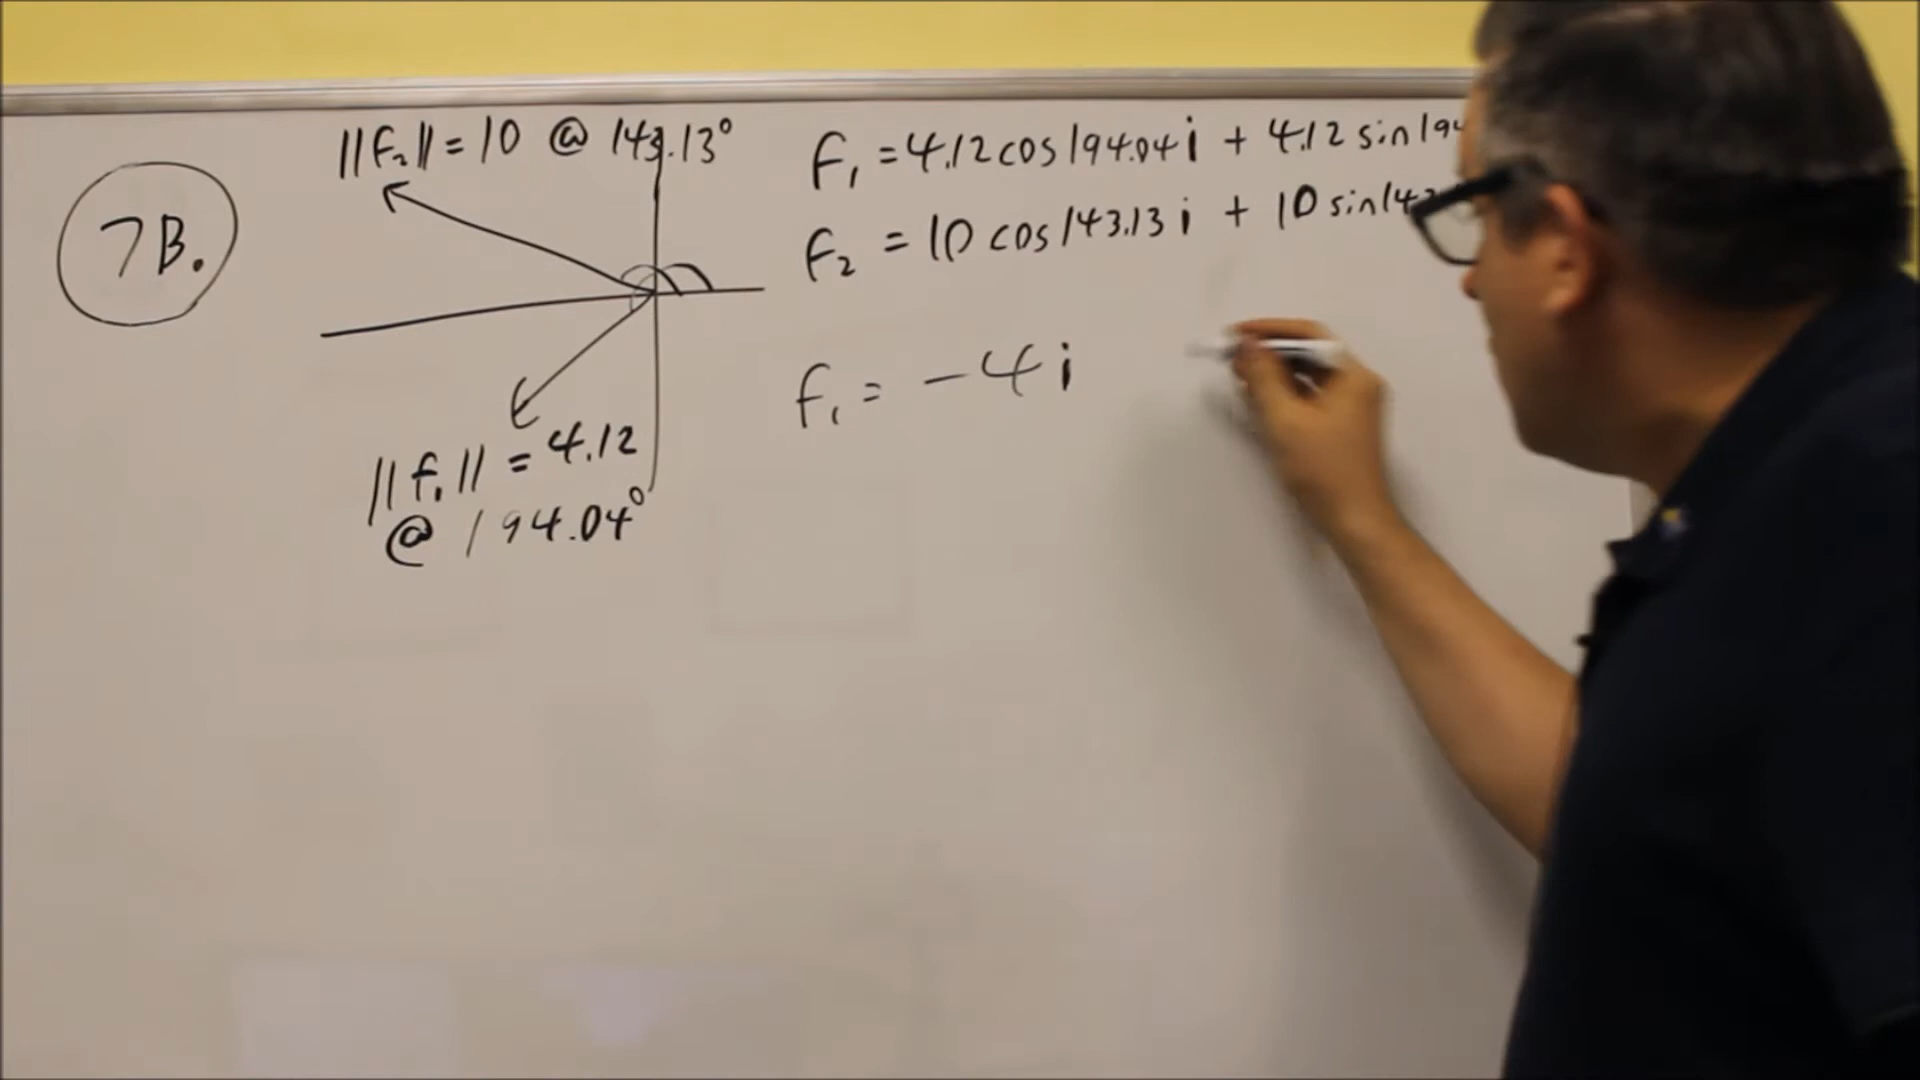 7B.
||F₂|| = 10 @ 143.13°
F₁ = 4.12 cos 194.04 i + 4.12 sin 194
F₂ = 10 cos 143.13 i + 10 sin 143
F₁ = -4 i
||F₁|| = 4.12
@ 194.04°